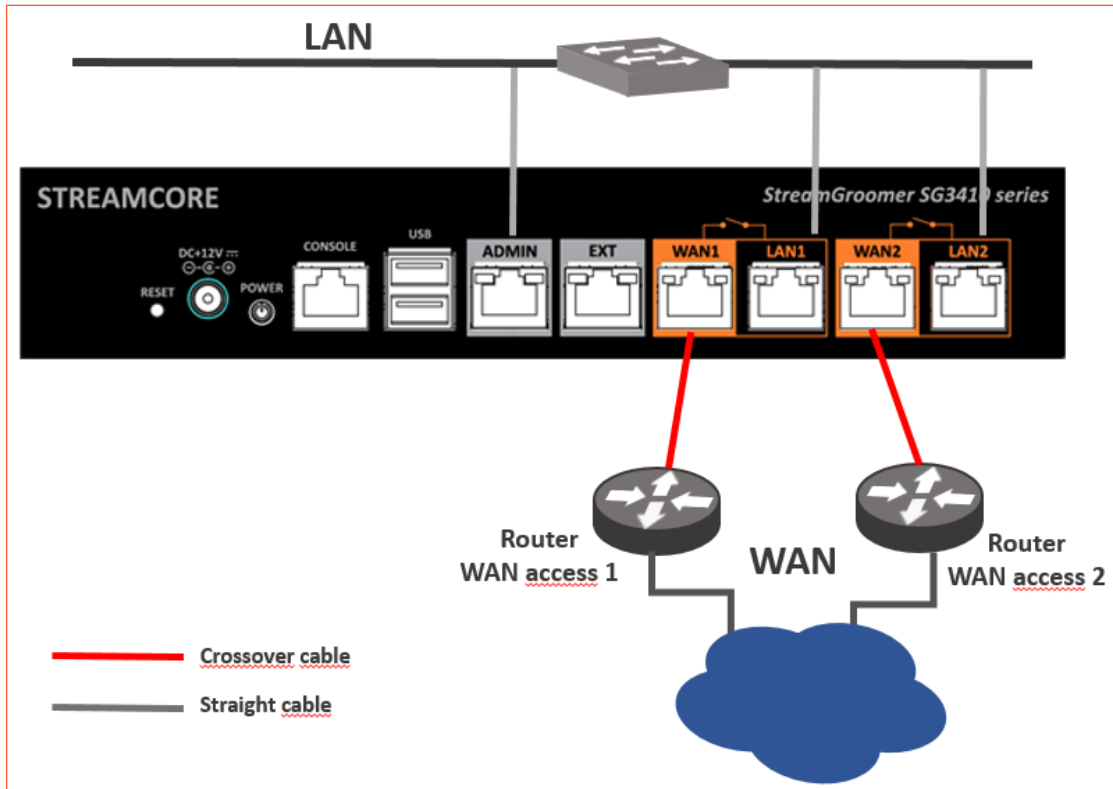 LAN
STREAMCORE
StreamGroomer SG3410 series
DC+12V
RESET
POWER
CONSOLE
USB
ADMIN
EXT
WAN1
LAN1
WAN2
LAN2
Router
WAN access 1
WAN
Router
WAN access 2
Crossover cable
Straight cable